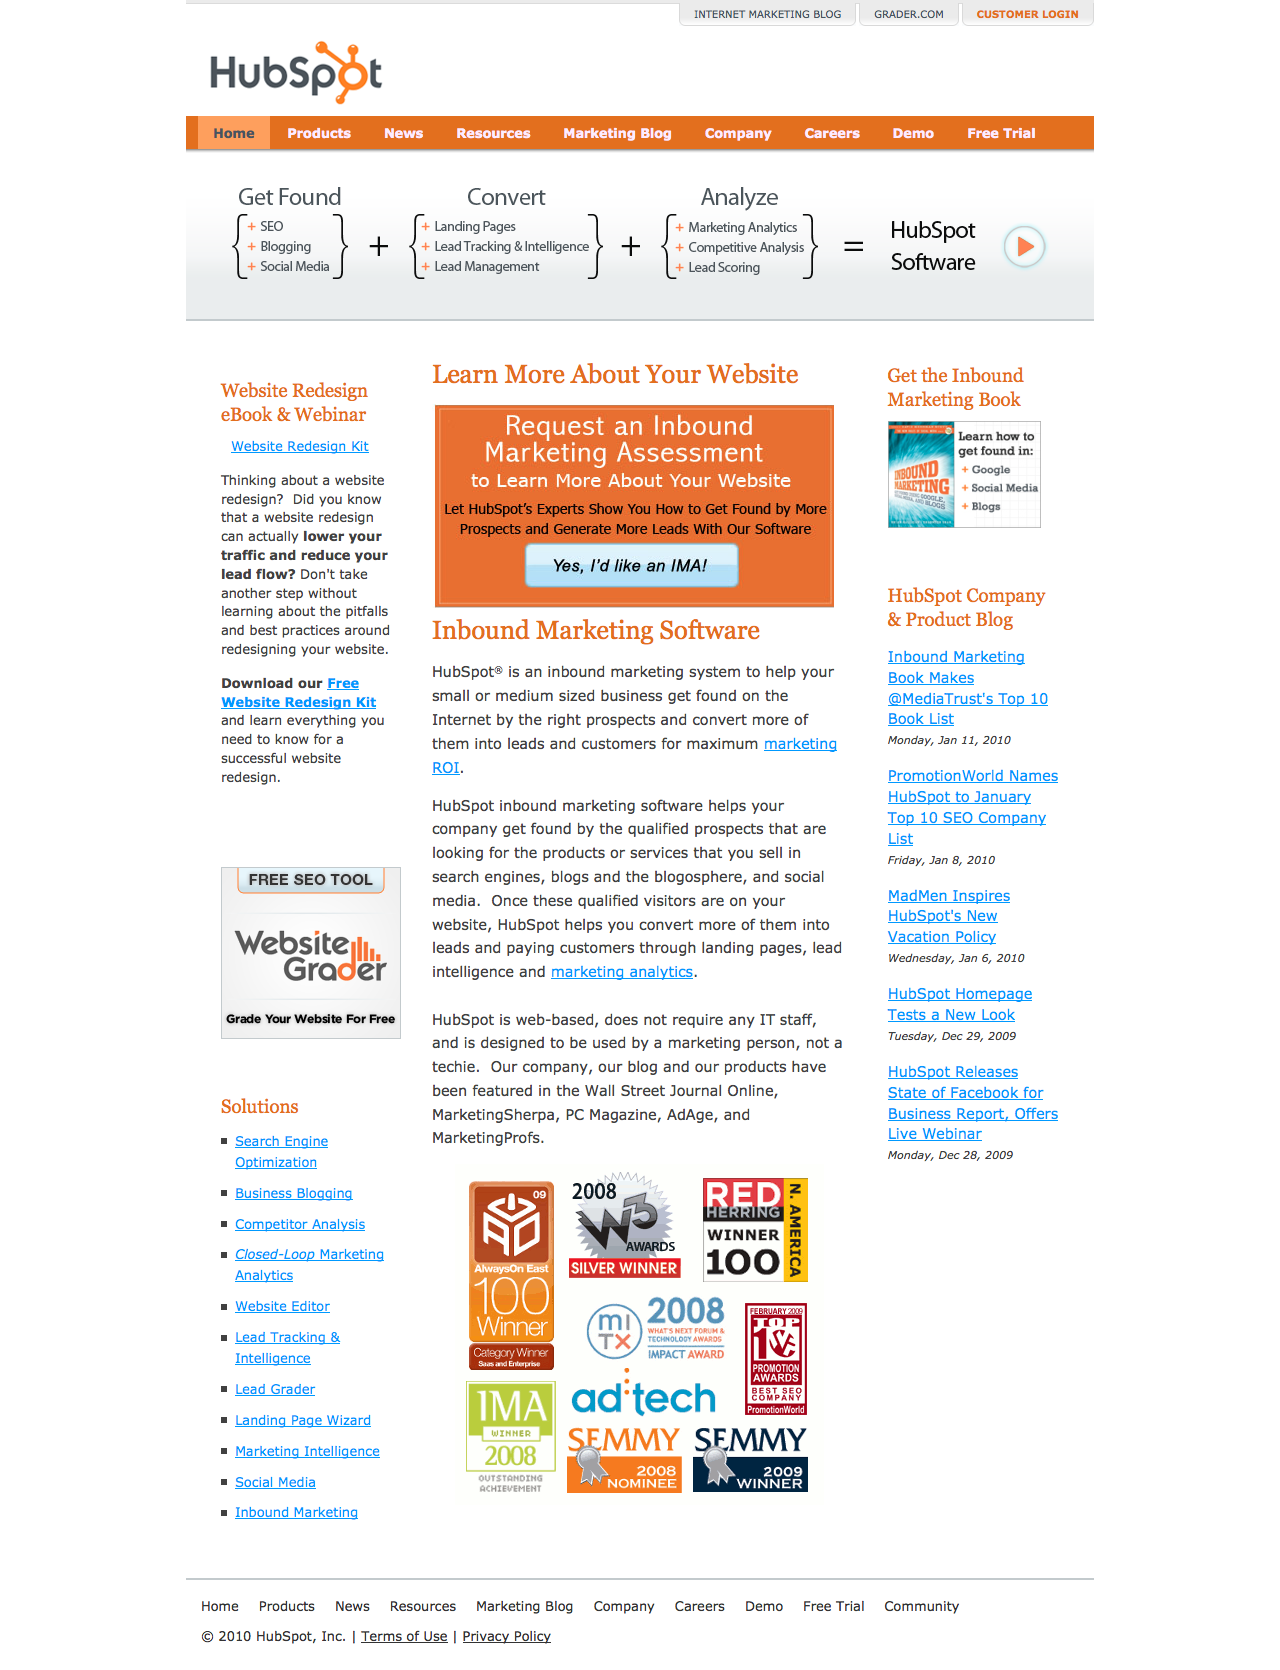 INTERNET MARKETING BLOG
GRADER.COM
CUSTOMER LOGIN
HubSpot
Home Products News Resources Marketing Blog Company Careers Demo Free Trial
Get Found
+ SEO
+ Blogging
+ Social Media
+
Convert
+ Landing Pages
+ Lead Tracking & Intelligence
+ Lead Management
+
Analyze
+ Marketing Analytics
+ Competitive Analysis
+ Lead Scoring
=
HubSpot
Software
Website Redesign
eBook & Webinar
Website Redesign Kit
Thinking about a website
redesign?  Did you know
that a website redesign
can actually lower your
traffic and reduce your
lead flow? Don't take
another step without
learning about the pitfalls
and best practices around
redesigning your website.
Download our Free
Website Redesign Kit
and learn everything you
need to know for a
successful website
redesign.
FREE SEO TOOL
Website
Grader
Grade Your Website For Free
Solutions
Search Engine
Optimization
Business Blogging
Competitor Analysis
Closed-Loop Marketing
Analytics
Website Editor
Lead Tracking &
Intelligence
Lead Grader
Landing Page Wizard
Marketing Intelligence
Social Media
Inbound Marketing
Learn More About Your Website
Request an Inbound
Marketing Assessment
to Learn More About Your Website
Let HubSpot's Experts Show You How to Get Found by More
Prospects and Generate More Leads With Our Software
Yes, I'd like an IMA!
Inbound Marketing Software
HubSpot® is an inbound marketing system to help your
small or medium sized business get found on the
Internet by the right prospects and convert more of
them into leads and customers for maximum marketing
ROI.
HubSpot inbound marketing software helps your
company get found by the qualified prospects that are
looking for the products or services that you sell in
search engines, blogs and the blogosphere, and social
media.  Once these qualified visitors are on your
website, HubSpot helps you convert more of them into
leads and paying customers through landing pages, lead
intelligence and marketing analytics.
HubSpot is web-based, does not require any IT staff,
and is designed to be used by a marketing person, not a
techie.  Our company, our blog and our products have
been featured in the Wall Street Journal Online,
MarketingSherpa, PC Magazine, AdAge, and
MarketingProfs.
09
AlwaysOn East
100
Winner
Category Winner
Saas and Enterprise
2008
W3
AWARDS
SILVER WINNER
RED
HERRING
WINNER
100
N. AMERICA
MITX
2008
WHAT'S NEXT FORUM &
TECHNOLOGY AWARDS
IMPACT AWARD
FEBRUARY 2009
TOP
PROMOTION
AWARDS
BEST SEO
COMPANY
PromotionWorld
IMA
WINNER
2008
OUTSTANDING
ACHIEVEMENT
ad:tech
SEMMY
2008
NOMINEE
SEMMY
2009
WINNER
Get the Inbound
Marketing Book
INBOUND
MARKETING
Learn how to
get found in:
+ Google
+ Social Media
+ Blogs
HubSpot Company
& Product Blog
Inbound Marketing
Book Makes
@MediaTrust's Top 10
Book List
Monday, Jan 11, 2010
PromotionWorld Names
HubSpot to January
Top 10 SEO Company
List
Friday, Jan 8, 2010
MadMen Inspires
HubSpot's New
Vacation Policy
Wednesday, Jan 6, 2010
HubSpot Homepage
Tests a New Look
Tuesday, Dec 29, 2009
HubSpot Releases
State of Facebook for
Business Report, Offers
Live Webinar
Monday, Dec 28, 2009
Home Products News Resources Marketing Blog Company Careers Demo Free Trial Community
© 2010 HubSpot, Inc. | Terms of Use | Privacy Policy